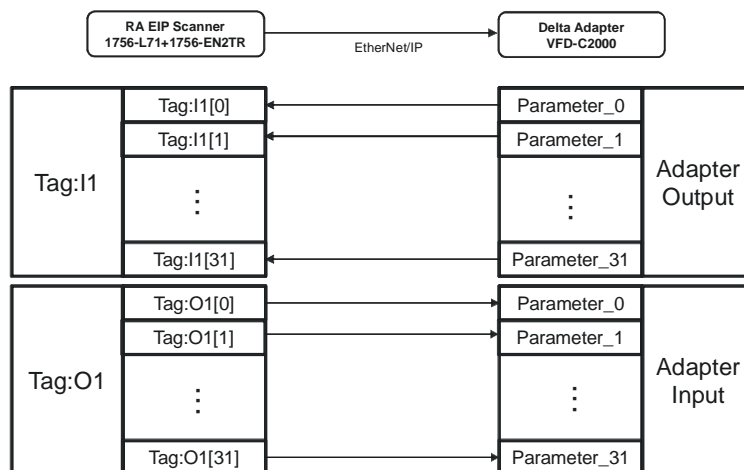 RA EIP Scanner
1756-L71+1756-EN2TR
EtherNet/IP
Delta Adapter
VFD-C2000
Tag:I1
Tag:I1[0]
Tag:I1[1]
⋮
Tag:I1[31]
Parameter_0
Parameter_1
⋮
Parameter_31
Adapter
Output
Tag:O1
Tag:O1[0]
Tag:O1[1]
⋮
Tag:O1[31]
Parameter_0
Parameter_1
⋮
Parameter_31
Adapter
Input